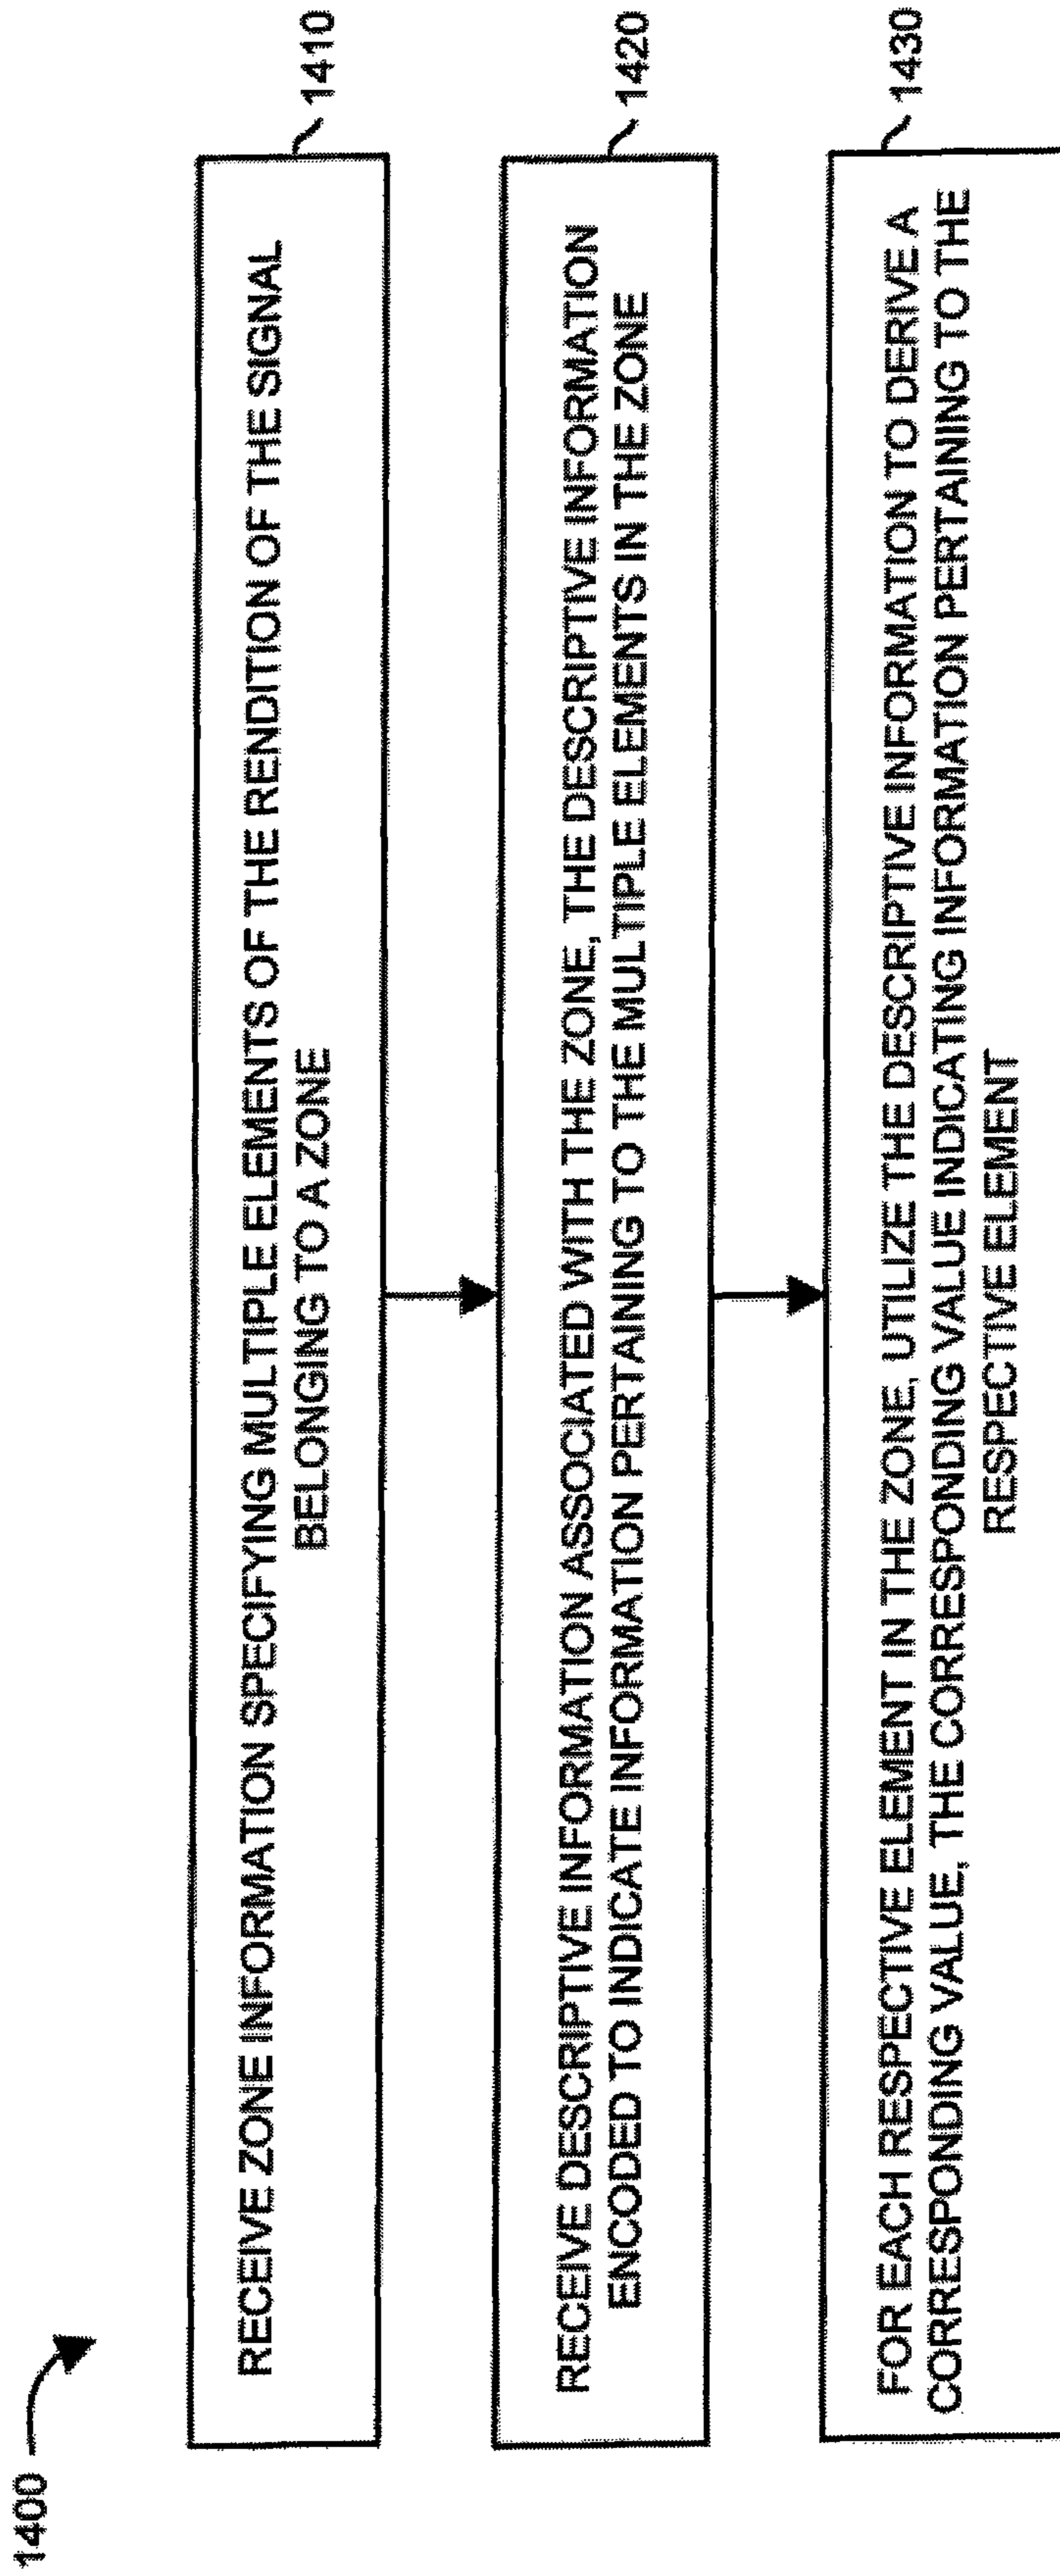 1400
RECEIVE ZONE INFORMATION SPECIFYING MULTIPLE ELEMENTS OF THE RENDITION OF THE SIGNAL
BELONGING TO A ZONE
1410
RECEIVE DESCRIPTIVE INFORMATION ASSOCIATED WITH THE ZONE, THE DESCRIPTIVE INFORMATION
ENCODED TO INDICATE INFORMATION PERTAINING TO THE MULTIPLE ELEMENTS IN THE ZONE
1420
FOR EACH RESPECTIVE ELEMENT IN THE ZONE, UTILIZE THE DESCRIPTIVE INFORMATION TO DERIVE A
CORRESPONDING VALUE, THE CORRESPONDING VALUE INDICATING INFORMATION PERTAINING TO THE
RESPECTIVE ELEMENT
1430